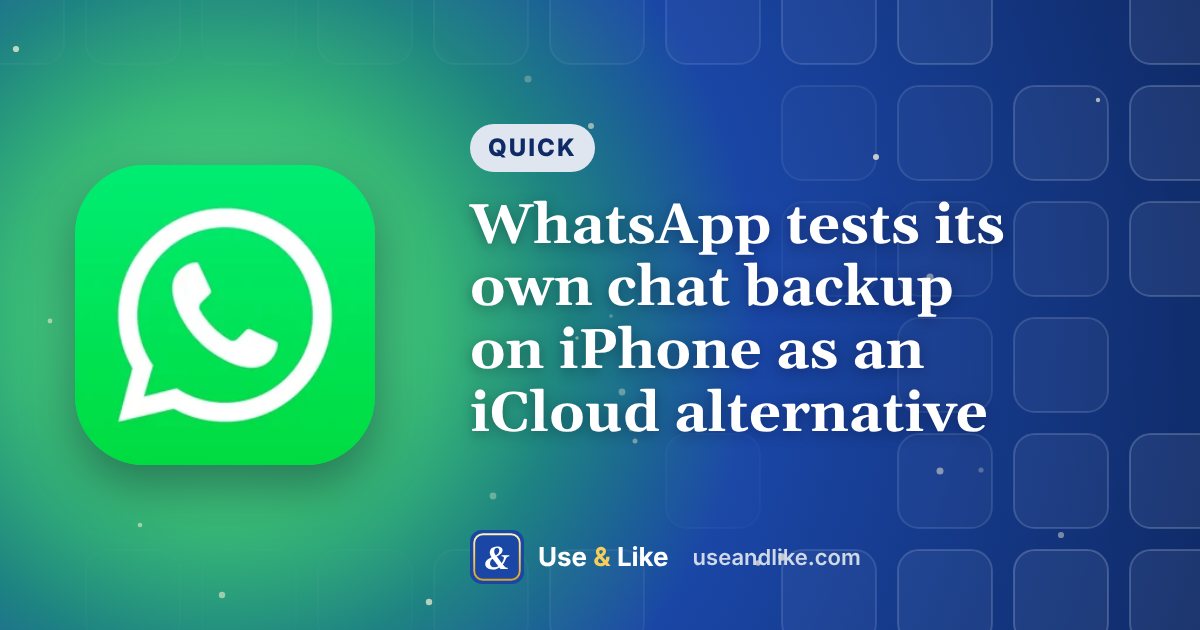 QUICK
WhatsApp tests its
own chat backup
on iPhone as an
iCloud alternative
& Use & Like useandlike.com